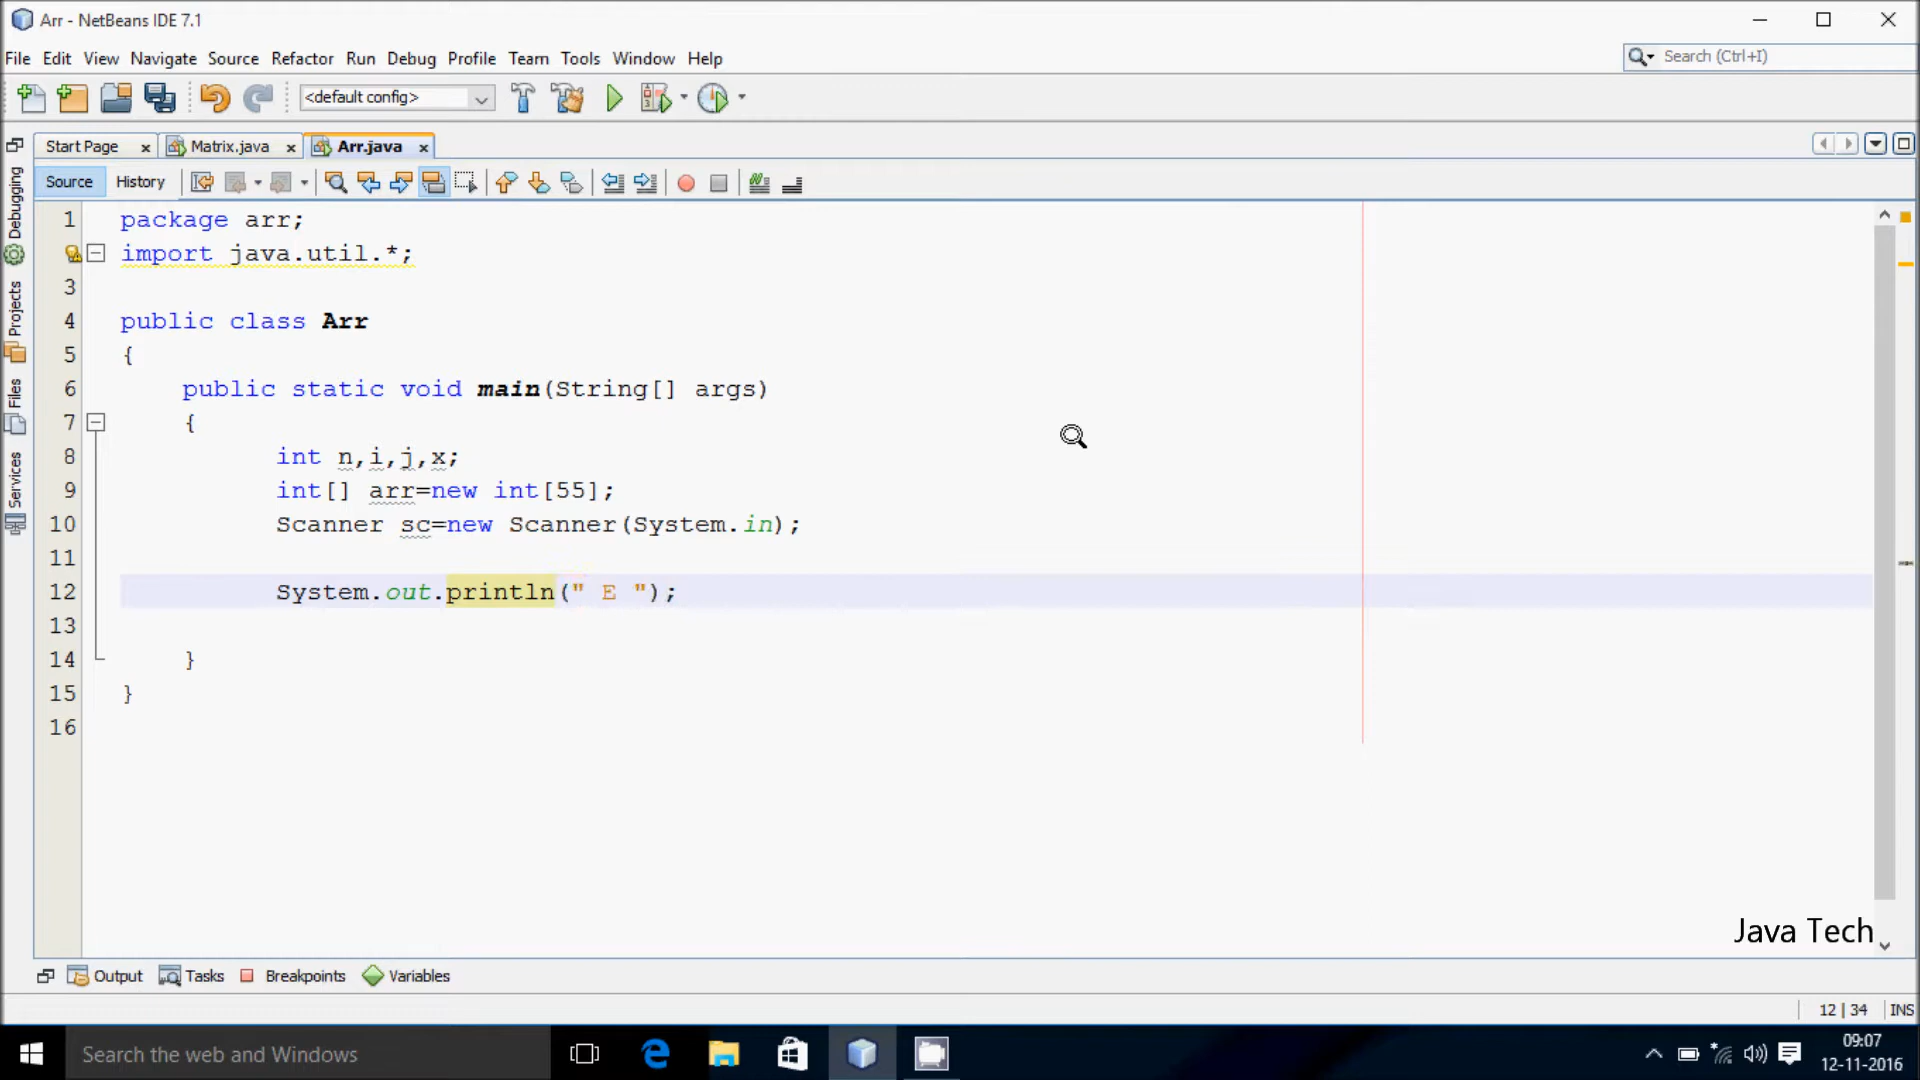 Arr - NetBeans IDE 7.1
File Edit View Navigate Source Refactor Run Debug Profile Team Tools Window Help
Search (Ctrl+I)
<default config>
Start Page Matrix.java Arr.java
Source History
Debugging
Projects
Files
Services
1 package arr;
import java.util.*;
3
4 public class Arr
5 {
6 public static void main(String[] args)
7 {
8 int n,i,j,x;
9 int[] arr=new int[55];
10 Scanner sc=new Scanner(System.in);
11
12 System.out.println(" E ");
13
14 }
15 }
16
Java Tech
Output Tasks Breakpoints Variables
12 | 34 INS
Search the web and Windows
09:07
12-11-2016